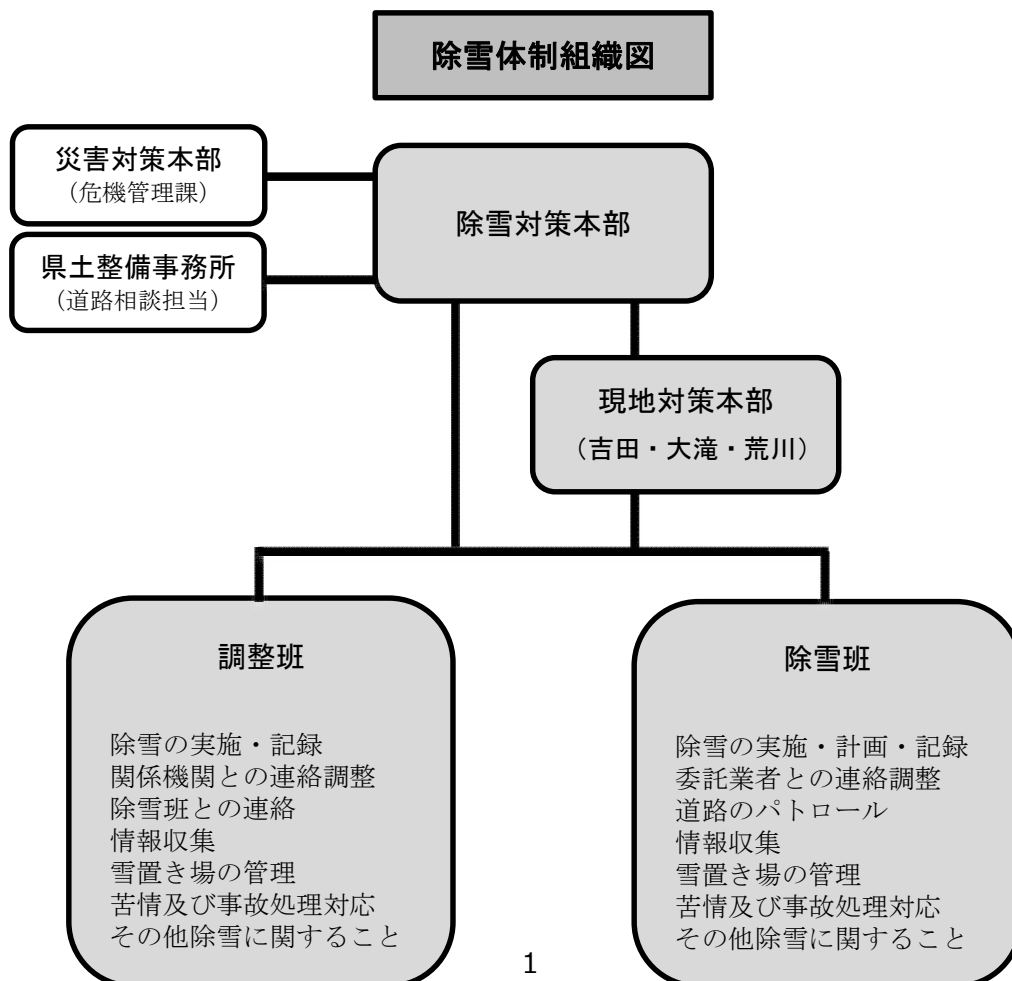 除雪体制組織図
災害対策本部
（危機管理課）
除雪対策本部
県土整備事務所
（道路相談担当）
現地対策本部
（吉田・大滝・荒川）
調整班
除雪の実施・記録
関係機関との連絡調整
除雪班との連絡
情報収集
雪置き場の管理
苦情及び事故処理対応
その他除雪に関すること
除雪班
除雪の実施・計画・記録
委託業者との連絡調整
道路のパトロール
情報収集
雪置き場の管理
苦情及び事故処理対応
その他除雪に関すること
1